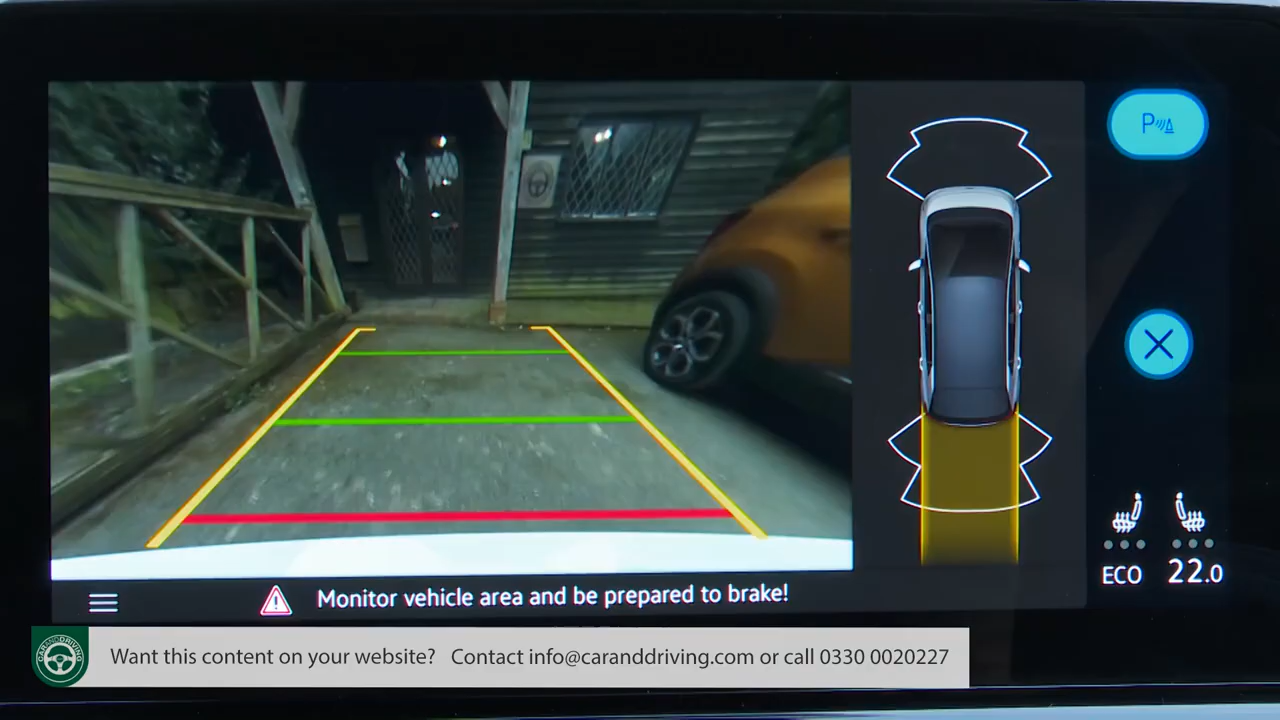 P
ECO
22.0
Monitor vehicle area and be prepared to brake!
CARANDDRIVING
Want this content on your website? Contact info@caranddriving.com or call 0330 0020227